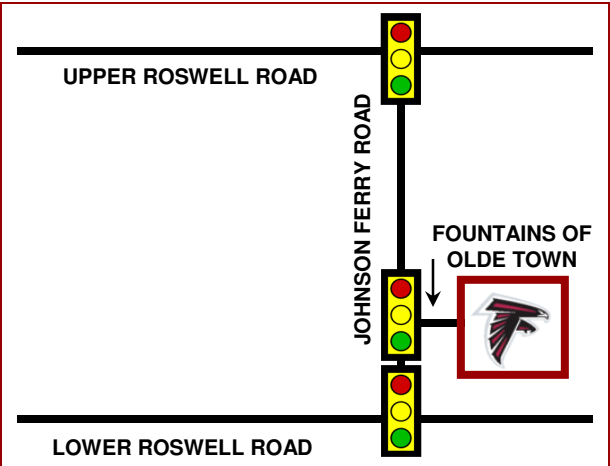 UPPER ROSWELL ROAD
JOHNSON FERRY ROAD
FOUNTAINS OF
OLDE TOWN
LOWER ROSWELL ROAD